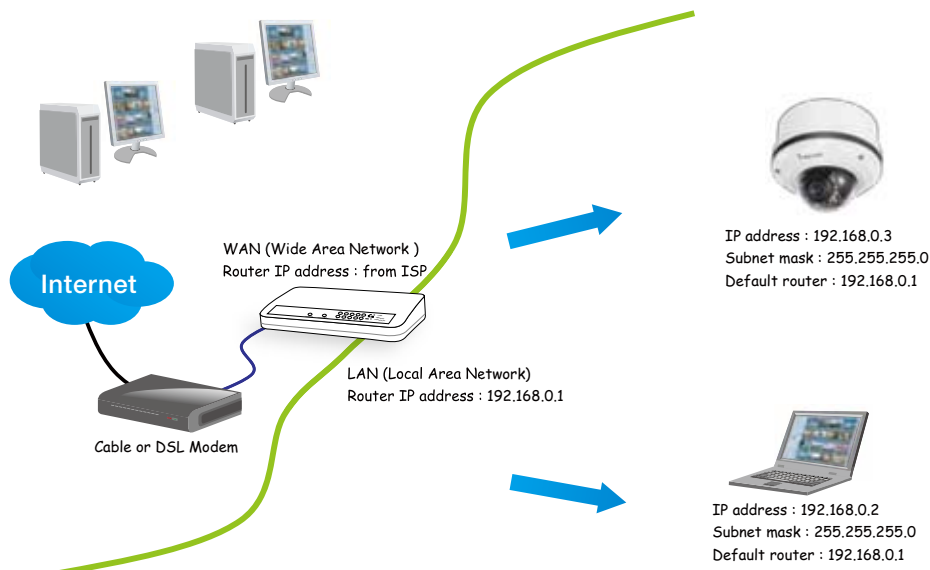 WAN (Wide Area Network )
Router IP address : from ISP
Internet
Cable or DSL Modem
LAN (Local Area Network)
Router IP address : 192.168.0.1
IP address : 192.168.0.3
Subnet mask : 255.255.255.0
Default router : 192.168.0.1
IP address : 192.168.0.2
Subnet mask : 255.255.255.0
Default router : 192.168.0.1